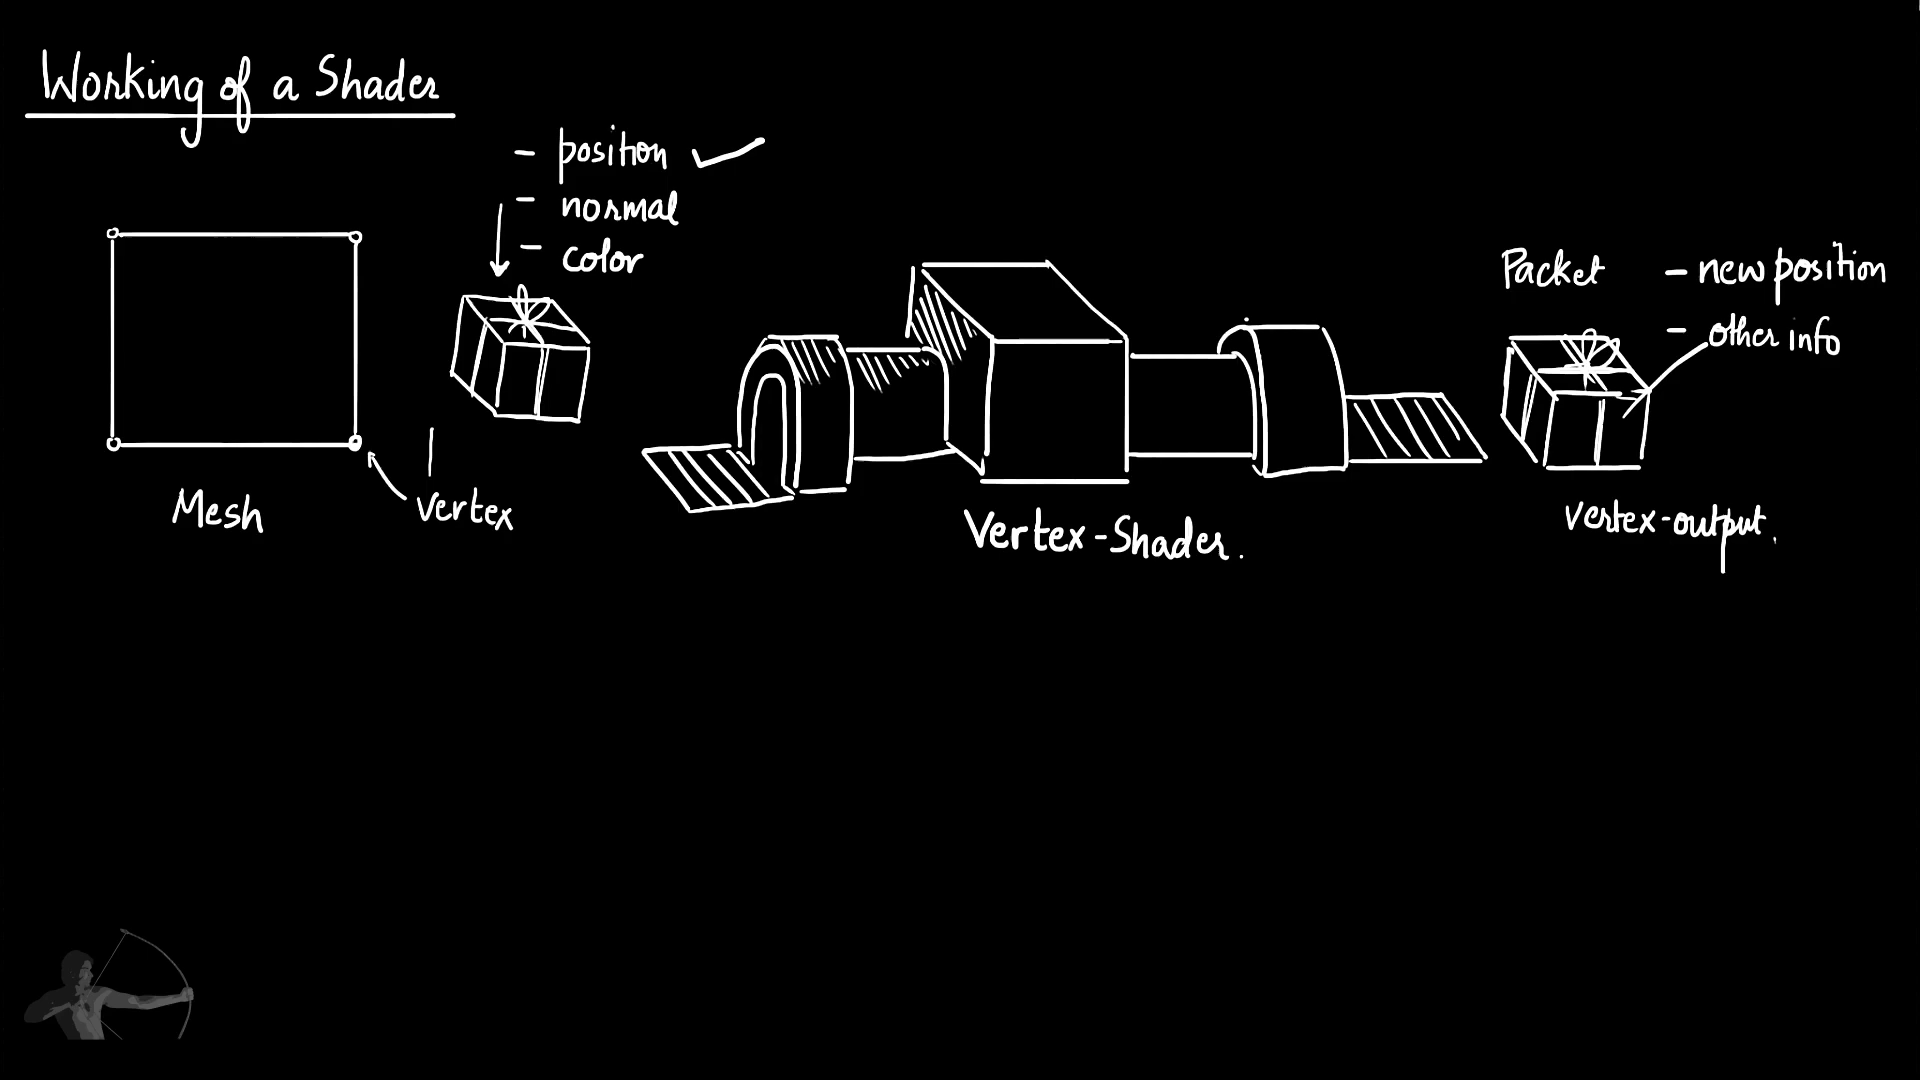 Working of a Shader
- position
- normal
- color
Packet
- new position
- other info
Mesh
vertex
Vertex-Shader.
vertex-output.